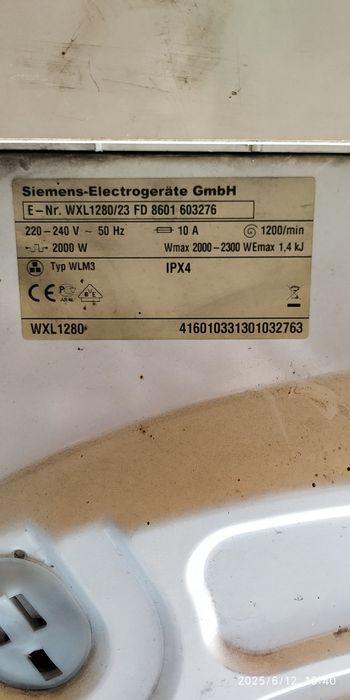 Siemens-Electrogeräte GmbH
E-Nr. WXL1280/23 FD 8601 603276
220-240 V ~ 50 Hz 10 A 1200/min
2000 W Wmax 2000-2300 WEmax 1,4 kJ
Typ WLM3 IPX4
CE
WXL1280* 416010331301032763
2025/6/12 10:40